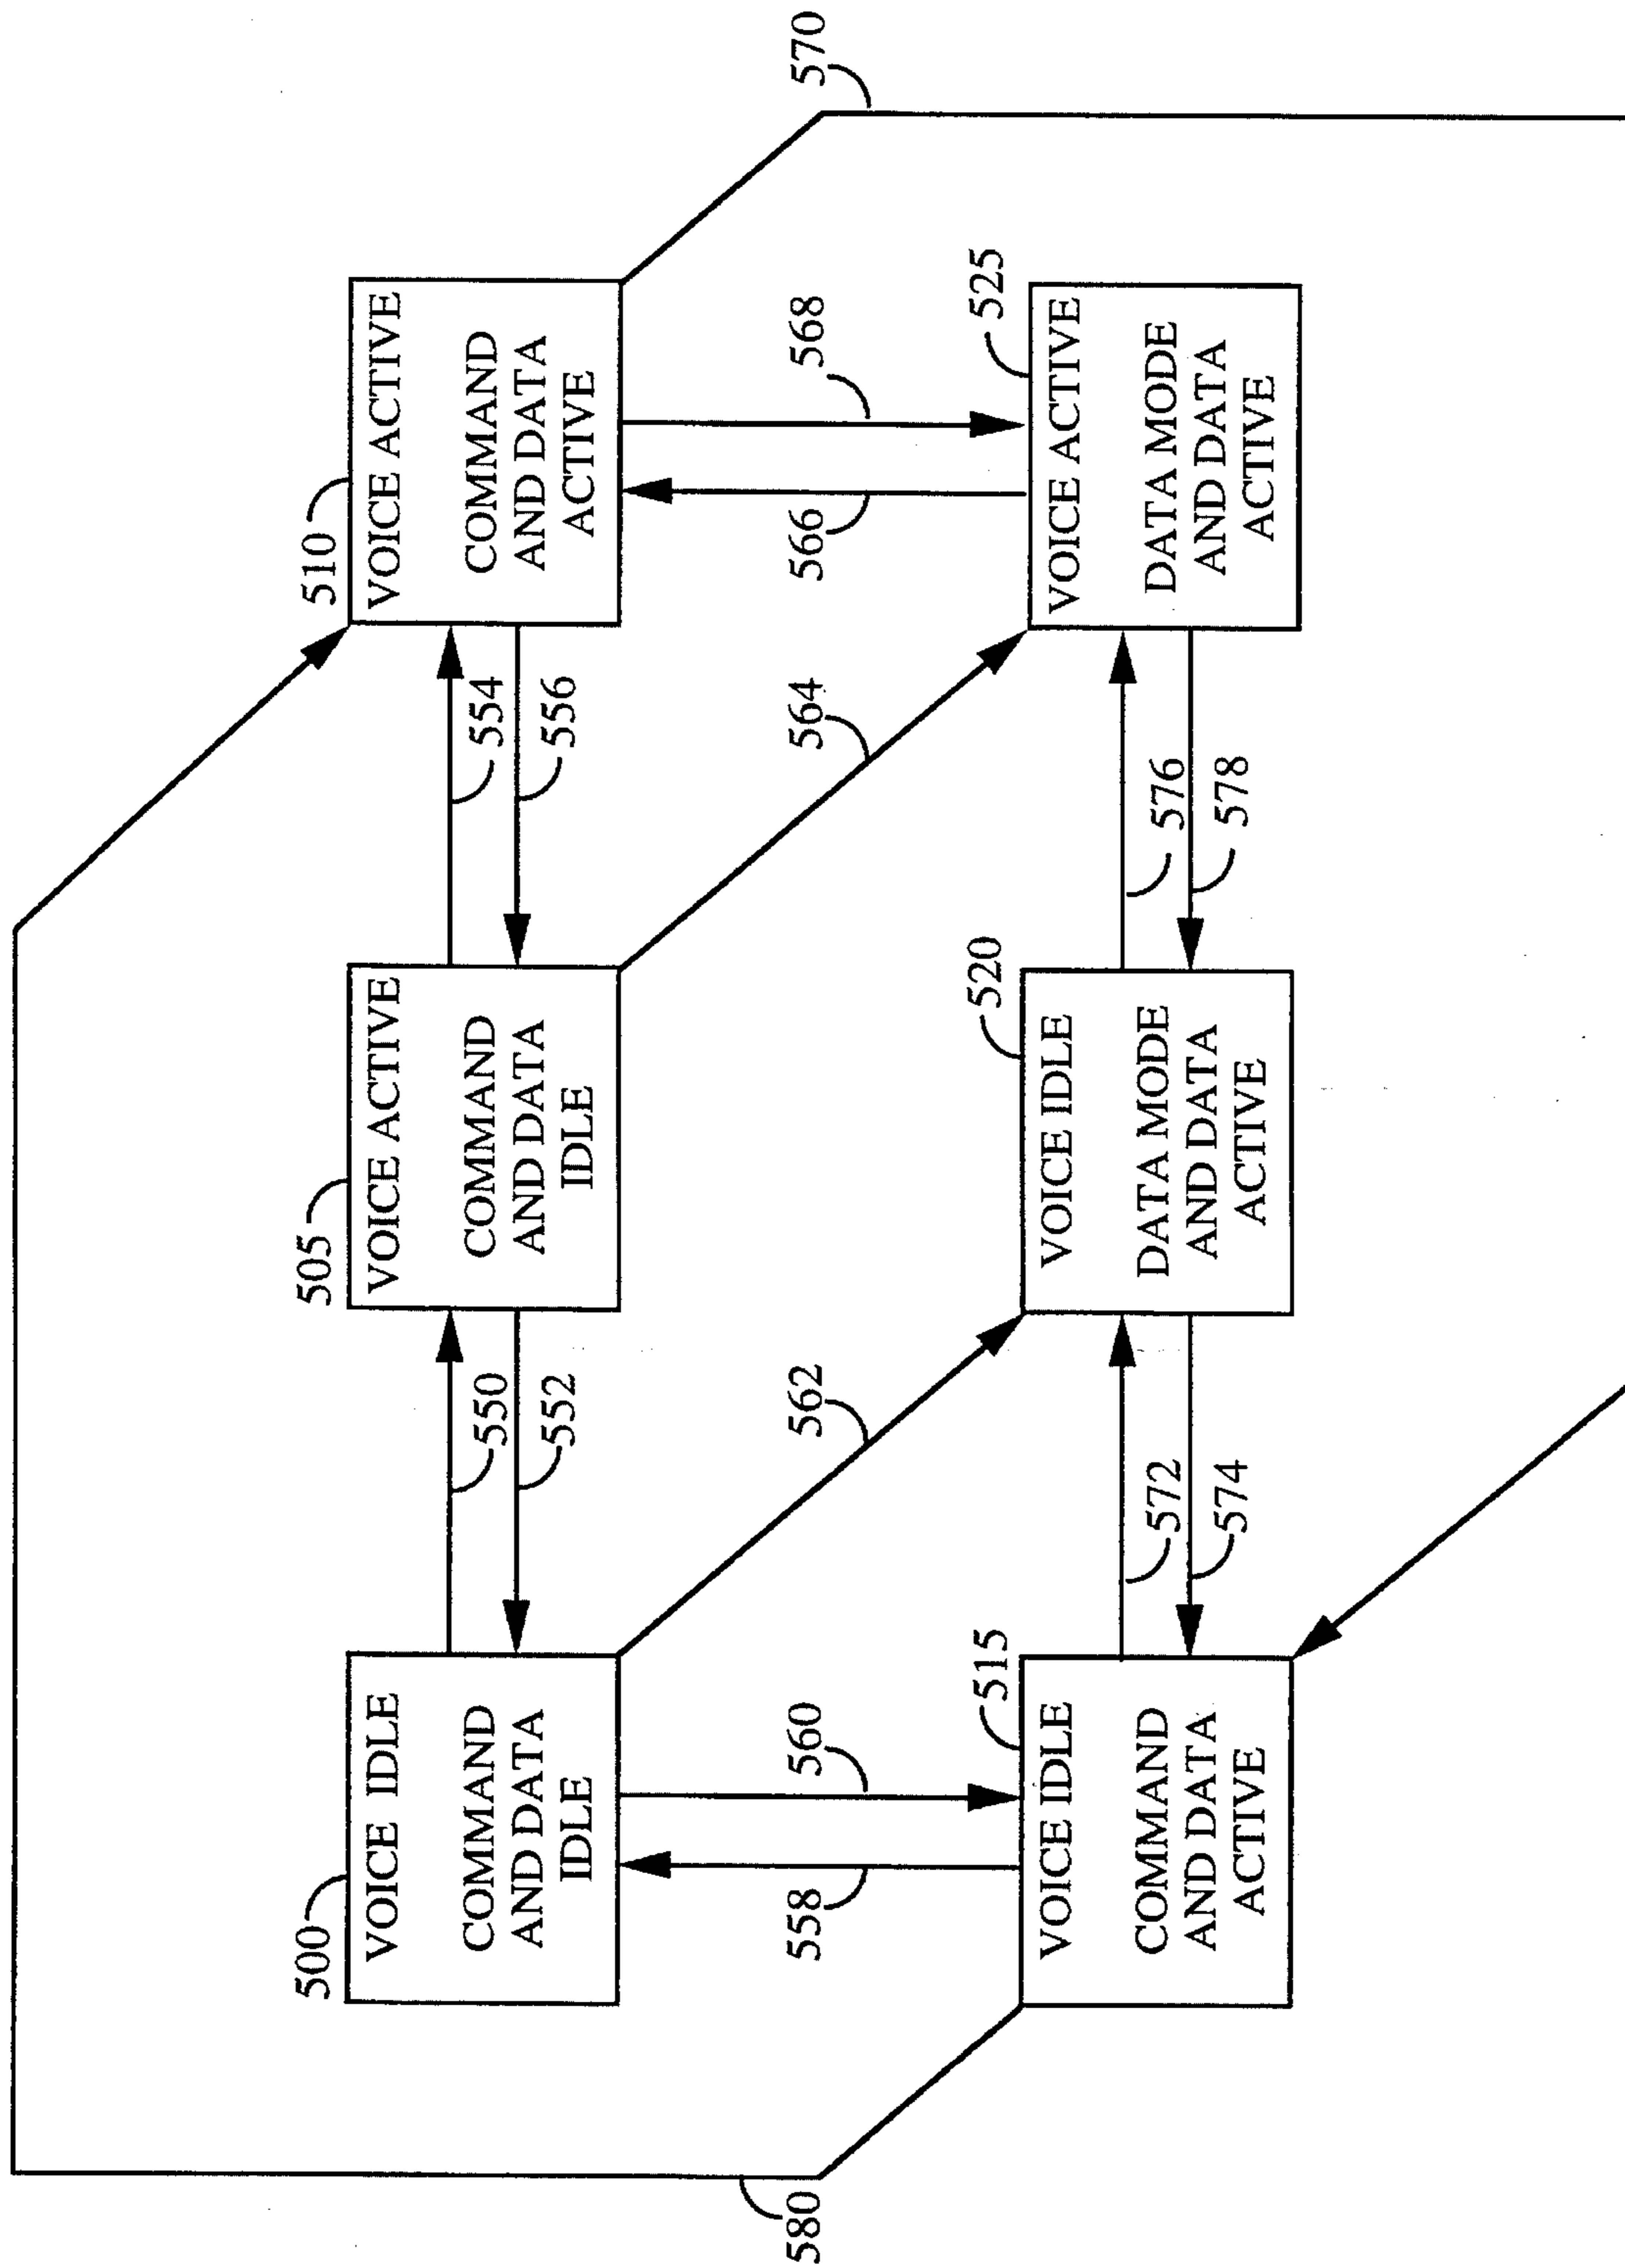 580
500
VOICE IDLE
COMMAND
AND DATA
IDLE
550
552
505
VOICE ACTIVE
COMMAND
AND DATA
IDLE
554
556
510
VOICE ACTIVE
COMMAND
AND DATA
ACTIVE
570
558
560
562
564
566
568
515
VOICE IDLE
COMMAND
AND DATA
ACTIVE
572
574
520
VOICE IDLE
DATA MODE
AND DATA
ACTIVE
576
578
525
VOICE ACTIVE
DATA MODE
AND DATA
ACTIVE